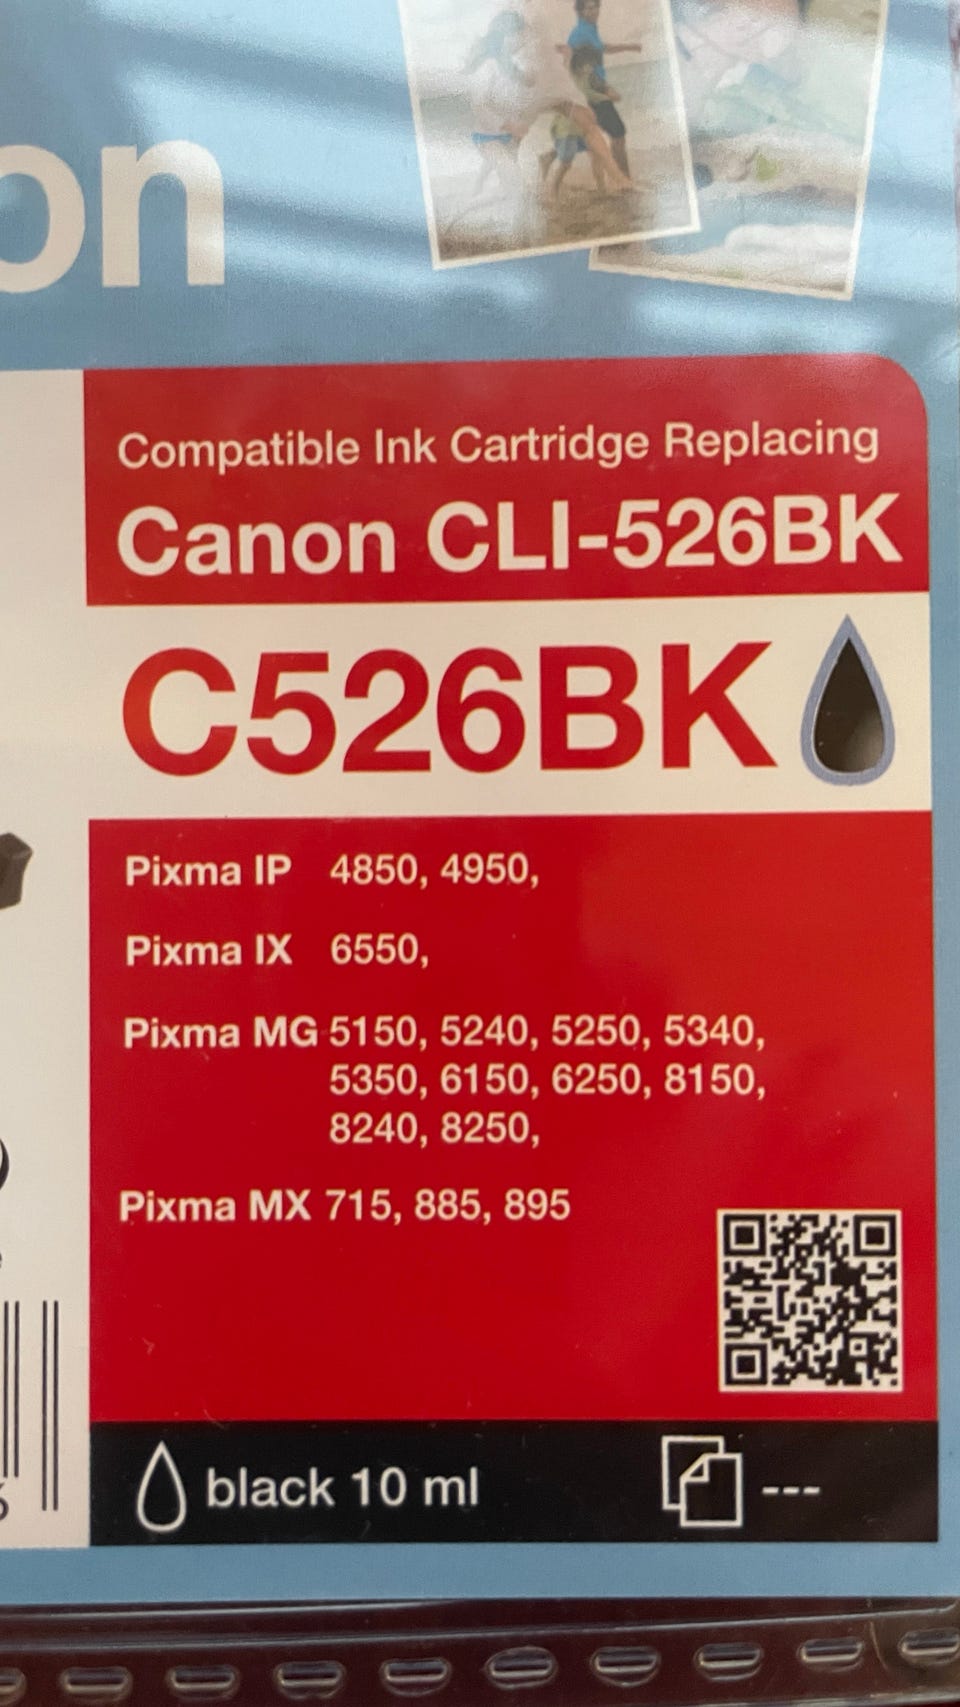 on
Compatible Ink Cartridge Replacing
Canon CLI-526BK
C526BK
Pixma IP 4850, 4950,
Pixma IX 6550,
Pixma MG 5150, 5240, 5250, 5340,
5350, 6150, 6250, 8150,
8240, 8250,
Pixma MX 715, 885, 895
black 10 ml
---